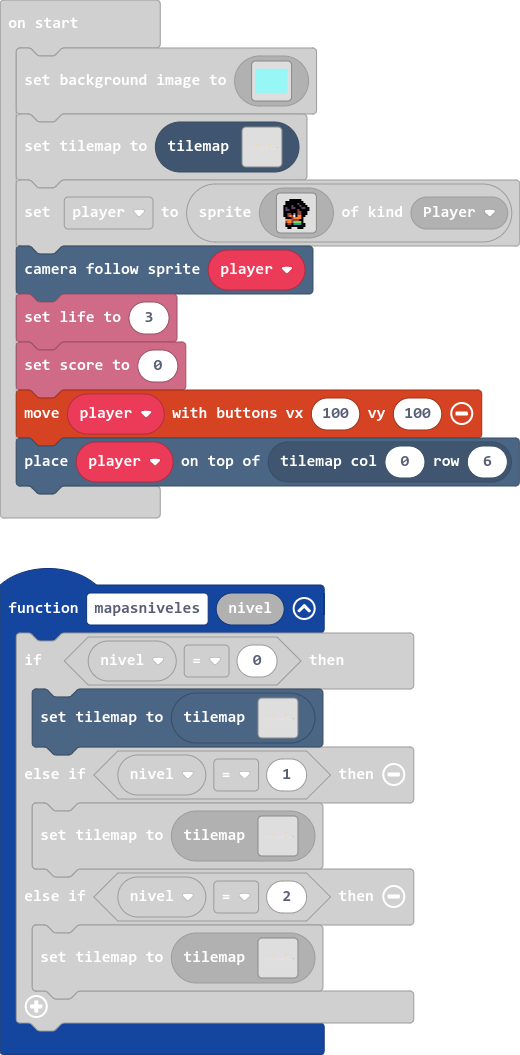 on start
set background image to
set tilemap to tilemap
set player to sprite of kind Player
camera follow sprite player
set life to 3
set score to 0
move player with buttons vx 100 vy 100
place player on top of tilemap col 0 row 6
function mapasniveles nivel
if nivel = 0 then
set tilemap to tilemap
else if nivel = 1 then
set tilemap to tilemap
else if nivel = 2 then
set tilemap to tilemap